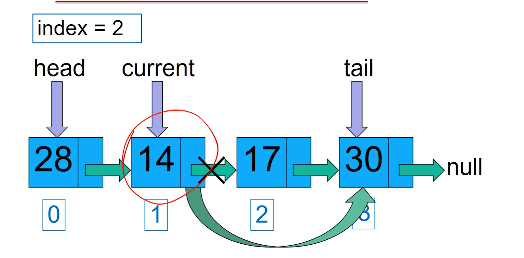 index = 2
head current tail
28 14 17 30 null
0 1 2 3